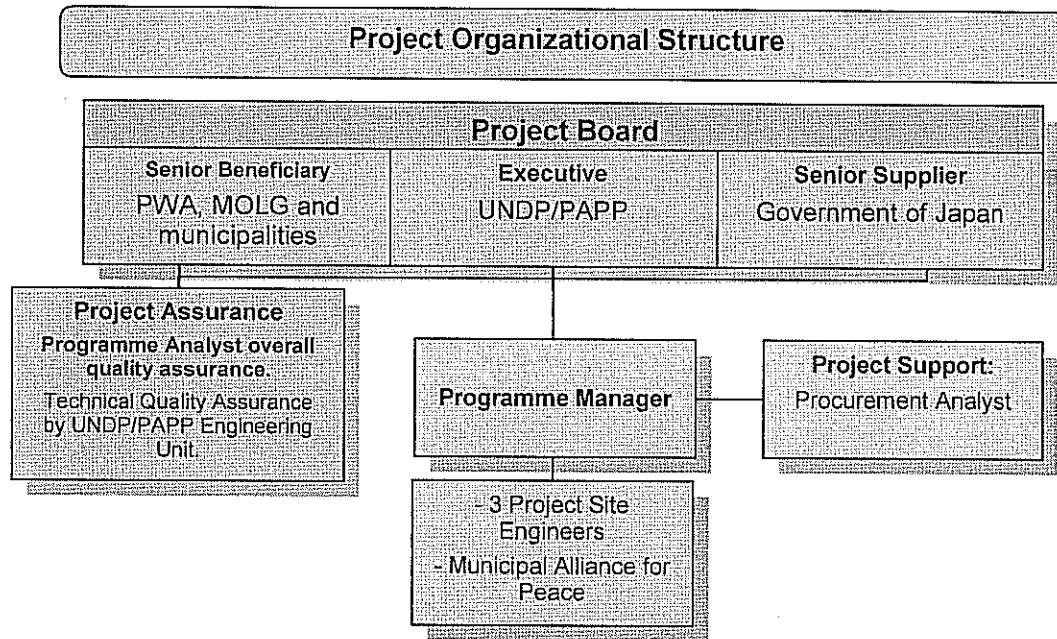 Project Organizational Structure
Project Board
Senior Beneficiary
PWA, MOLG and
municipalities
Executive
UNDP/PAPP
Senior Supplier
Government of Japan
Project Assurance
Programme Analyst overall
quality assurance.
Technical Quality Assurance
by UNDP/PAPP Engineering
Unit.
Programme Manager
Project Support:
Procurement Analyst
- 3 Project Site
Engineers
- Municipal Alliance for
Peace